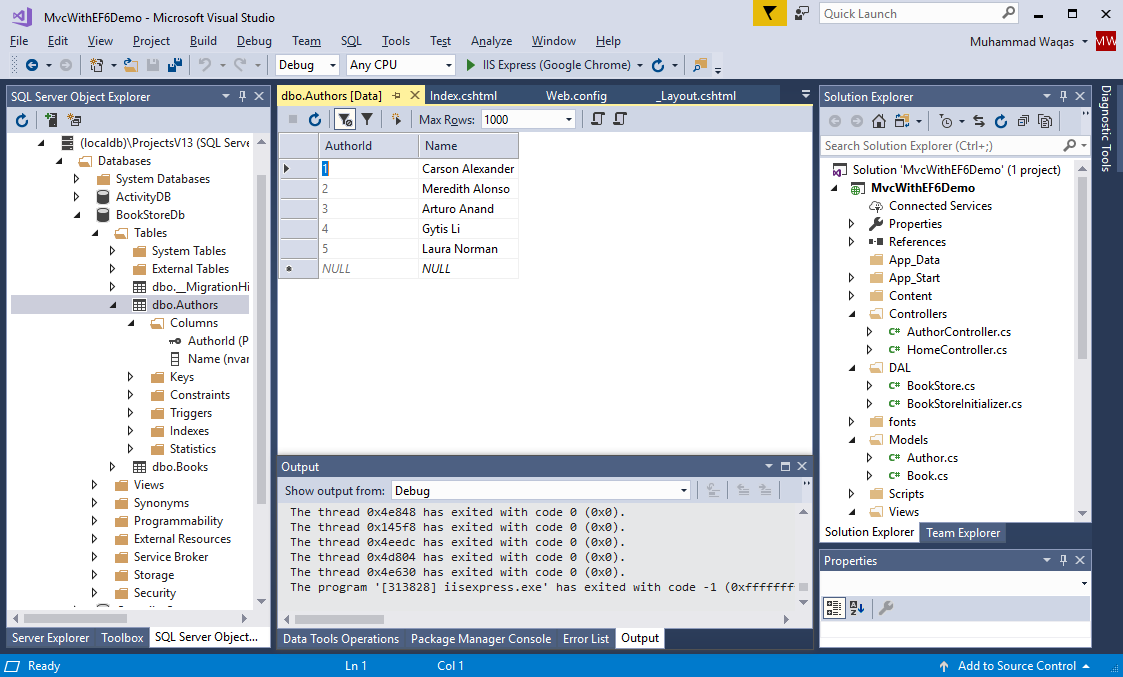 MvcWithEF6Demo - Microsoft Visual Studio
Quick Launch
File Edit View Project Build Debug Team SQL Tools Test Analyze Window Help
Muhammad Waqas
MW
Debug Any CPU IIS Express (Google Chrome)
SQL Server Object Explorer
(localdb)\ProjectsV13 (SQL Serve
Databases
System Databases
ActivityDB
BookStoreDb
Tables
System Tables
External Tables
dbo.__MigrationHi
dbo.Authors
Columns
AuthorId (P
Name (nvar
Keys
Constraints
Triggers
Indexes
Statistics
dbo.Books
Views
Synonyms
Programmability
External Resources
Service Broker
Storage
Security
Server Explorer Toolbox SQL Server Object...
dbo.Authors [Data] Index.cshtml Web.config _Layout.cshtml
Max Rows: 1000
AuthorId Name
1 Carson Alexander
2 Meredith Alonso
3 Arturo Anand
4 Gytis Li
5 Laura Norman
NULL NULL
Output
Show output from: Debug
The thread 0x4e848 has exited with code 0 (0x0).
The thread 0x145f8 has exited with code 0 (0x0).
The thread 0x4eedc has exited with code 0 (0x0).
The thread 0x4d804 has exited with code 0 (0x0).
The thread 0x4e630 has exited with code 0 (0x0).
The program '[313828] iisexpress.exe' has exited with code -1 (0xfffffff
Data Tools Operations Package Manager Console Error List Output
Solution Explorer
Search Solution Explorer (Ctrl+;)
Solution 'MvcWithEF6Demo' (1 project)
MvcWithEF6Demo
Connected Services
Properties
References
App_Data
App_Start
Content
Controllers
C# AuthorController.cs
C# HomeController.cs
DAL
C# BookStore.cs
C# BookStoreInitializer.cs
fonts
Models
C# Author.cs
C# Book.cs
Scripts
Views
Solution Explorer Team Explorer
Properties
Diagnostic Tools
Ready Ln 1 Col 1 Add to Source Control